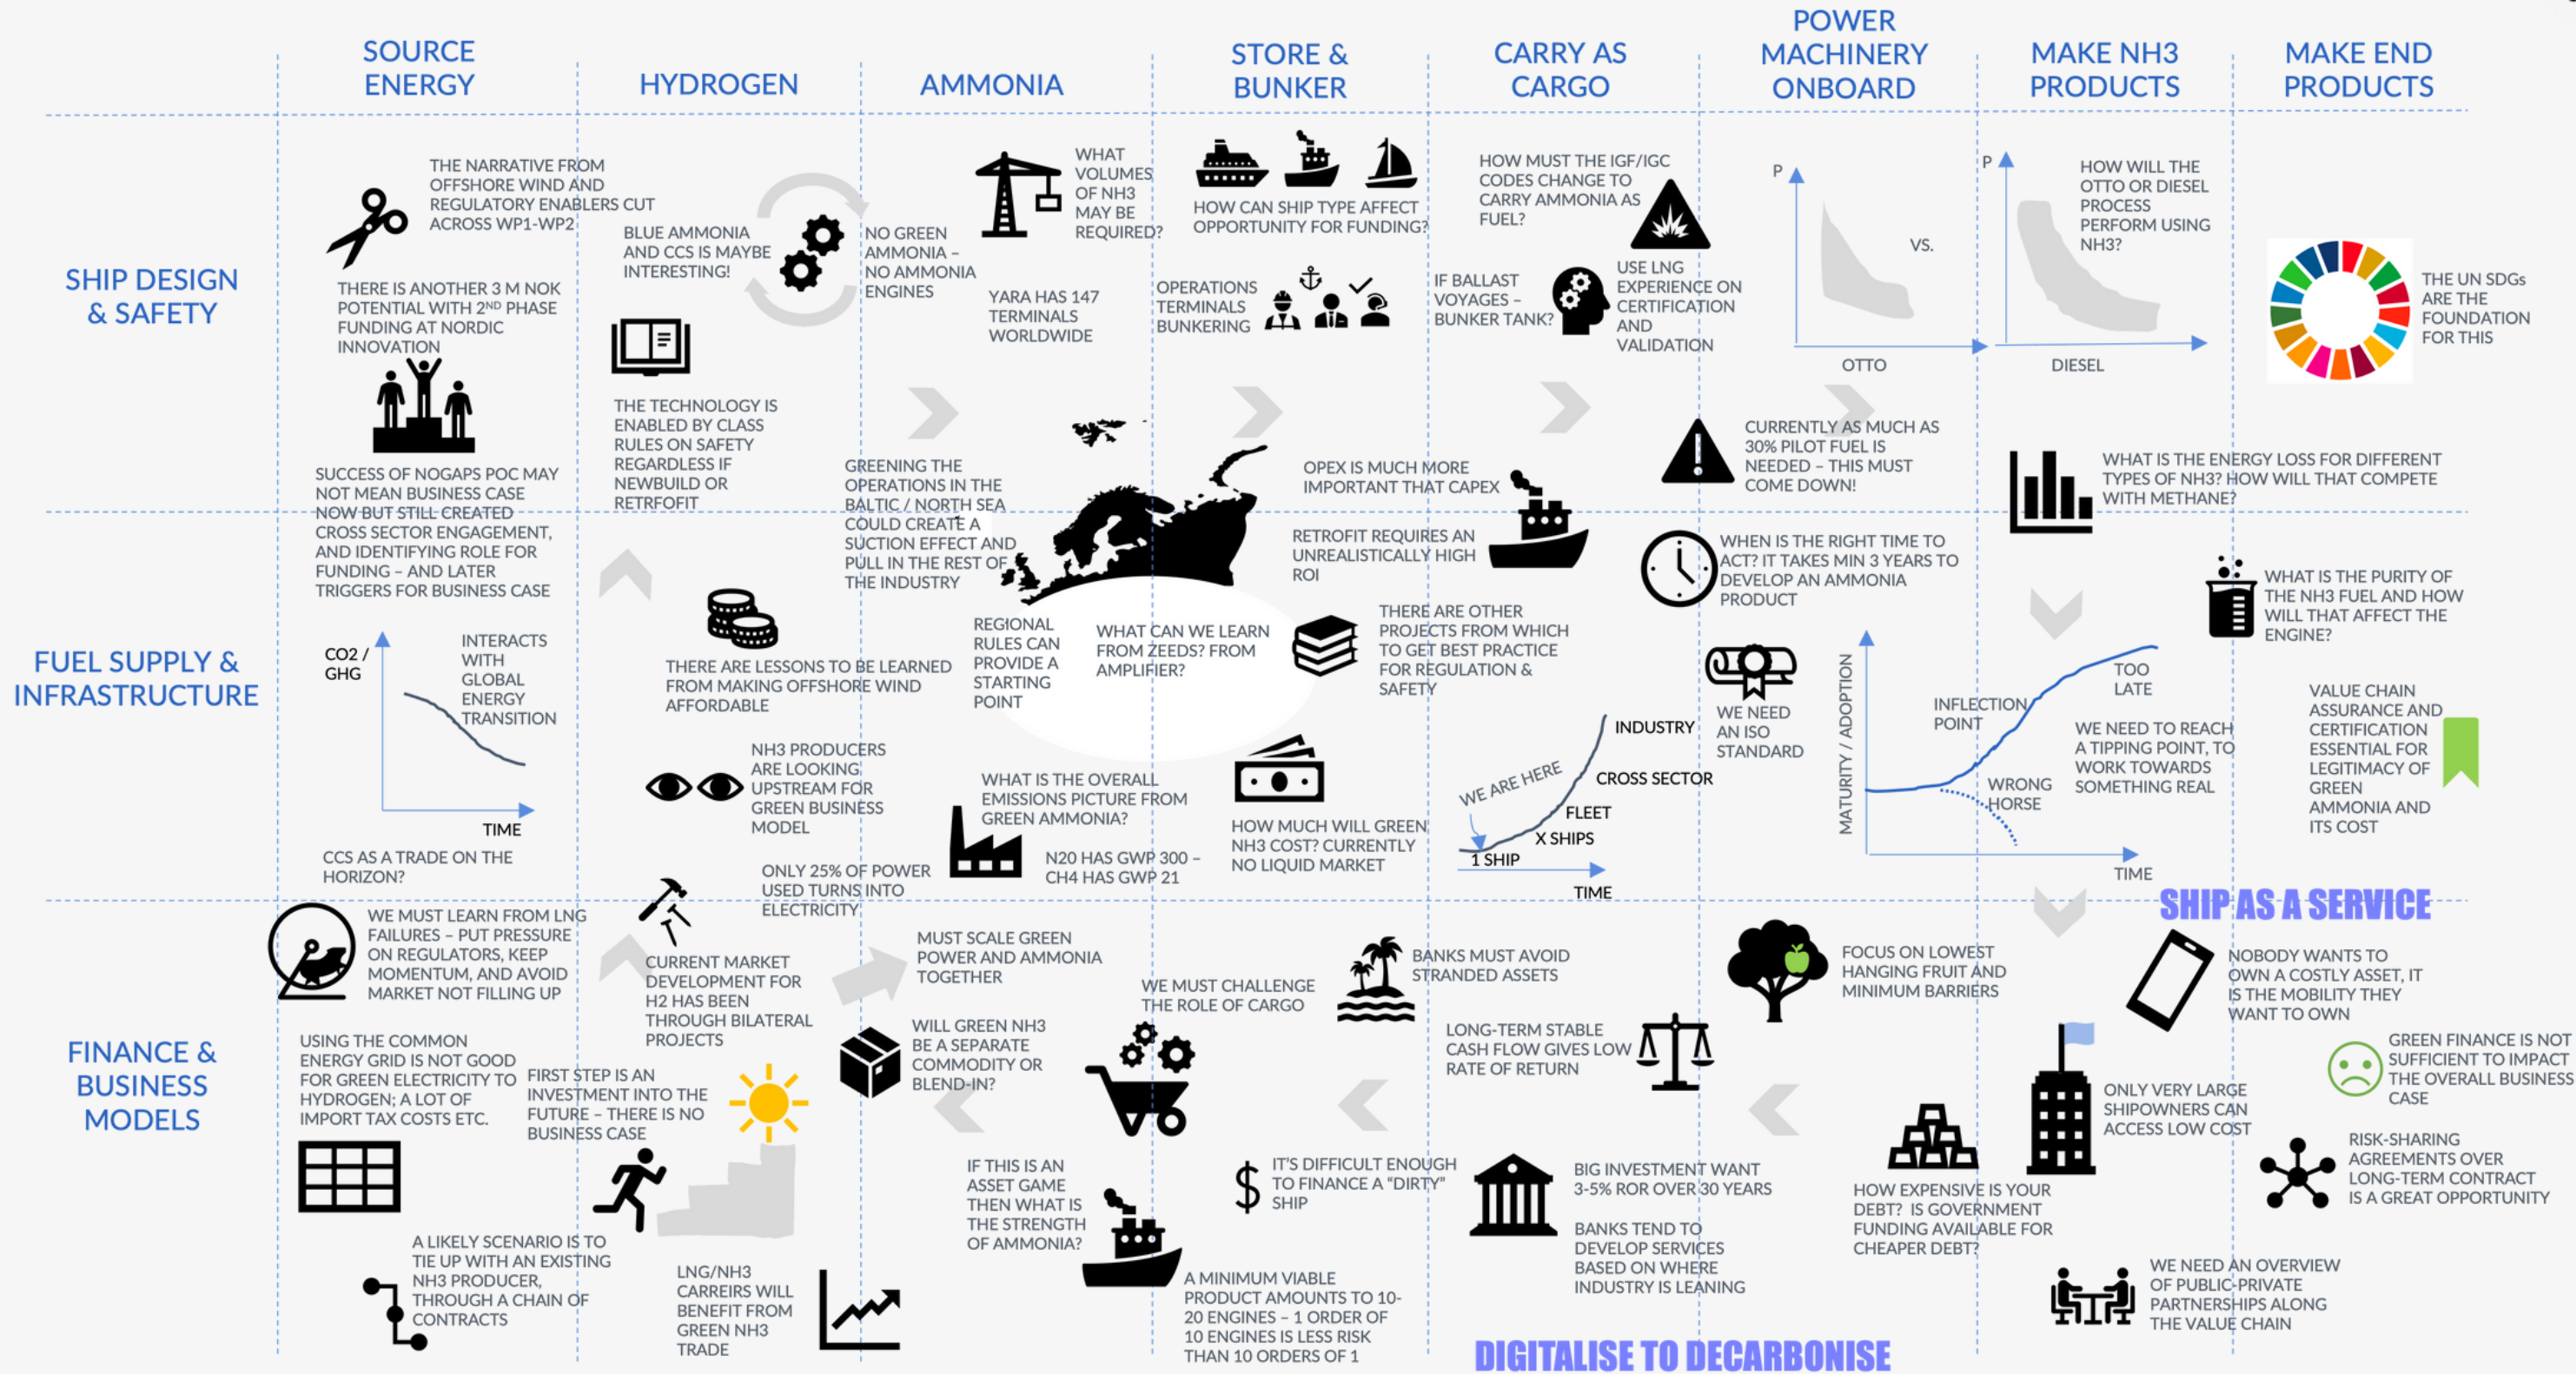 SOURCE
ENERGY
HYDROGEN
AMMONIA
STORE &
BUNKER
CARRY AS
CARGO
POWER
MACHINERY
ONBOARD
MAKE NH3
PRODUCTS
MAKE END
PRODUCTS
SHIP DESIGN
& SAFETY
THE NARRATIVE FROM
OFFSHORE WIND AND
REGULATORY ENABLERS CUT
ACROSS WP1-WP2
THERE IS ANOTHER 3 M NOK
POTENTIAL WITH 2ND PHASE
FUNDING AT NORDIC
INNOVATION
SUCCESS OF NOGAPS POC MAY
NOT MEAN BUSINESS CASE
NOW BUT STILL CREATED
CROSS SECTOR ENGAGEMENT,
AND IDENTIFYING ROLE FOR
FUNDING – AND LATER
TRIGGERS FOR BUSINESS CASE
BLUE AMMONIA
AND CCS IS MAYBE
INTERESTING!
THE TECHNOLOGY IS
ENABLED BY CLASS
RULES ON SAFETY
REGARDLESS IF
NEWBUILD OR
RETRFOFIT
NO GREEN
AMMONIA –
NO AMMONIA
ENGINES
WHAT
VOLUMES
OF NH3
MAY BE
REQUIRED?
YARA HAS 147
TERMINALS
WORLDWIDE
GREENING THE
OPERATIONS IN THE
BALTIC / NORTH SEA
COULD CREATE A
SUCTION EFFECT AND
PULL IN THE REST OF
THE INDUSTRY
HOW CAN SHIP TYPE AFFECT
OPPORTUNITY FOR FUNDING?
OPERATIONS
TERMINALS
BUNKERING
OPEX IS MUCH MORE
IMPORTANT THAT CAPEX
RETROFIT REQUIRES AN
UNREALISTICALLY HIGH
ROI
HOW MUST THE IGF/IGC
CODES CHANGE TO
CARRY AMMONIA AS
FUEL?
IF BALLAST
VOYAGES –
BUNKER TANK?
USE LNG
EXPERIENCE ON
CERTIFICATION
AND
VALIDATION
P
VS.
OTTO
P
HOW WILL THE
OTTO OR DIESEL
PROCESS
PERFORM USING
NH3?
DIESEL
CURRENTLY AS MUCH AS
30% PILOT FUEL IS
NEEDED – THIS MUST
COME DOWN!
THE UN SDGs
ARE THE
FOUNDATION
FOR THIS
WHAT IS THE ENERGY LOSS FOR DIFFERENT
TYPES OF NH3? HOW WILL THAT COMPETE
WITH METHANE?
FUEL SUPPLY &
INFRASTRUCTURE
CO2 /
GHG
INTERACTS
WITH
GLOBAL
ENERGY
TRANSITION
TIME
CCS AS A TRADE ON THE
HORIZON?
THERE ARE LESSONS TO BE LEARNED
FROM MAKING OFFSHORE WIND
AFFORDABLE
NH3 PRODUCERS
ARE LOOKING
UPSTREAM FOR
GREEN BUSINESS
MODEL
ONLY 25% OF POWER
USED TURNS INTO
ELECTRICITY
REGIONAL
RULES CAN
PROVIDE A
STARTING
POINT
WHAT CAN WE LEARN
FROM ZEEDS? FROM
AMPLIFIER?
WHAT IS THE OVERALL
EMISSIONS PICTURE FROM
GREEN AMMONIA?
N20 HAS GWP 300 –
CH4 HAS GWP 21
THERE ARE OTHER
PROJECTS FROM WHICH
TO GET BEST PRACTICE
FOR REGULATION &
SAFETY
HOW MUCH WILL GREEN
NH3 COST? CURRENTLY
NO LIQUID MARKET
WE ARE HERE
INDUSTRY
CROSS SECTOR
FLEET
X SHIPS
1 SHIP
TIME
WHEN IS THE RIGHT TIME TO
ACT? IT TAKES MIN 3 YEARS TO
DEVELOP AN AMMONIA
PRODUCT
WE NEED
AN ISO
STANDARD
MATURITY / ADOPTION
INFLECTION
POINT
TOO
LATE
WE NEED TO REACH
A TIPPING POINT, TO
WORK TOWARDS
SOMETHING REAL
WRONG
HORSE
TIME
WHAT IS THE PURITY OF
THE NH3 FUEL AND HOW
WILL THAT AFFECT THE
ENGINE?
VALUE CHAIN
ASSURANCE AND
CERTIFICATION
ESSENTIAL FOR
LEGITIMACY OF
GREEN
AMMONIA AND
ITS COST
SHIP AS A SERVICE
FINANCE &
BUSINESS
MODELS
WE MUST LEARN FROM LNG
FAILURES – PUT PRESSURE
ON REGULATORS, KEEP
MOMENTUM, AND AVOID
MARKET NOT FILLING UP
USING THE COMMON
ENERGY GRID IS NOT GOOD
FOR GREEN ELECTRICITY TO
HYDROGEN; A LOT OF
IMPORT TAX COSTS ETC.
A LIKELY SCENARIO IS TO
TIE UP WITH AN EXISTING
NH3 PRODUCER,
THROUGH A CHAIN OF
CONTRACTS
CURRENT MARKET
DEVELOPMENT FOR
H2 HAS BEEN
THROUGH BILATERAL
PROJECTS
FIRST STEP IS AN
INVESTMENT INTO THE
FUTURE – THERE IS NO
BUSINESS CASE
LNG/NH3
CARREIRS WILL
BENEFIT FROM
GREEN NH3
TRADE
MUST SCALE GREEN
POWER AND AMMONIA
TOGETHER
WILL GREEN NH3
BE A SEPARATE
COMMODITY OR
BLEND-IN?
IF THIS IS AN
ASSET GAME
THEN WHAT IS
THE STRENGTH
OF AMMONIA?
WE MUST CHALLENGE
THE ROLE OF CARGO
IT'S DIFFICULT ENOUGH
TO FINANCE A "DIRTY"
SHIP
A MINIMUM VIABLE
PRODUCT AMOUNTS TO 10-
20 ENGINES – 1 ORDER OF
10 ENGINES IS LESS RISK
THAN 10 ORDERS OF 1
BANKS MUST AVOID
STRANDED ASSETS
LONG-TERM STABLE
CASH FLOW GIVES LOW
RATE OF RETURN
BIG INVESTMENT WANT
3-5% ROR OVER 30 YEARS
BANKS TEND TO
DEVELOP SERVICES
BASED ON WHERE
INDUSTRY IS LEANING
DIGITALISE TO DECARBONISE
FOCUS ON LOWEST
HANGING FRUIT AND
MINIMUM BARRIERS
HOW EXPENSIVE IS YOUR
DEBT? IS GOVERNMENT
FUNDING AVAILABLE FOR
CHEAPER DEBT?
NOBODY WANTS TO
OWN A COSTLY ASSET, IT
IS THE MOBILITY THEY
WANT TO OWN
ONLY VERY LARGE
SHIPOWNERS CAN
ACCESS LOW COST
GREEN FINANCE IS NOT
SUFFICIENT TO IMPACT
THE OVERALL BUSINESS
CASE
RISK-SHARING
AGREEMENTS OVER
LONG-TERM CONTRACT
IS A GREAT OPPORTUNITY
WE NEED AN OVERVIEW
OF PUBLIC-PRIVATE
PARTNERSHIPS ALONG
THE VALUE CHAIN